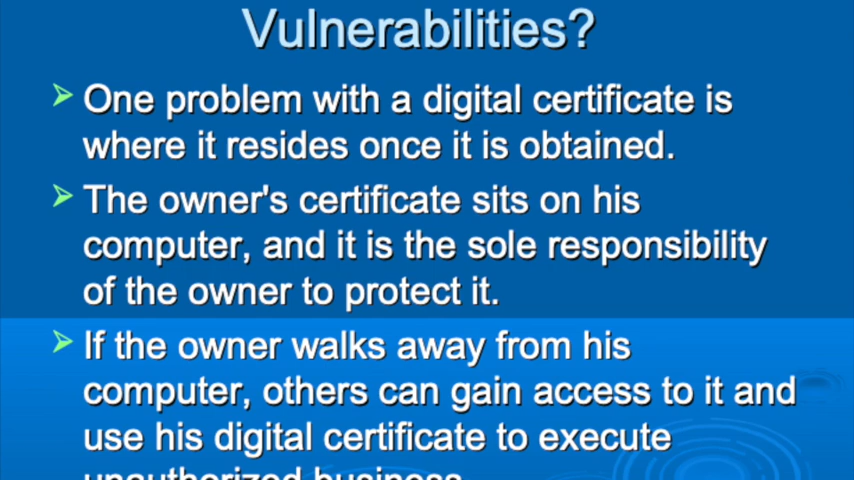 Vulnerabilities?
One problem with a digital certificate is
where it resides once it is obtained.
The owner's certificate sits on his
computer, and it is the sole responsibility
of the owner to protect it.
If the owner walks away from his
computer, others can gain access to it and
use his digital certificate to execute
unauthorized business.